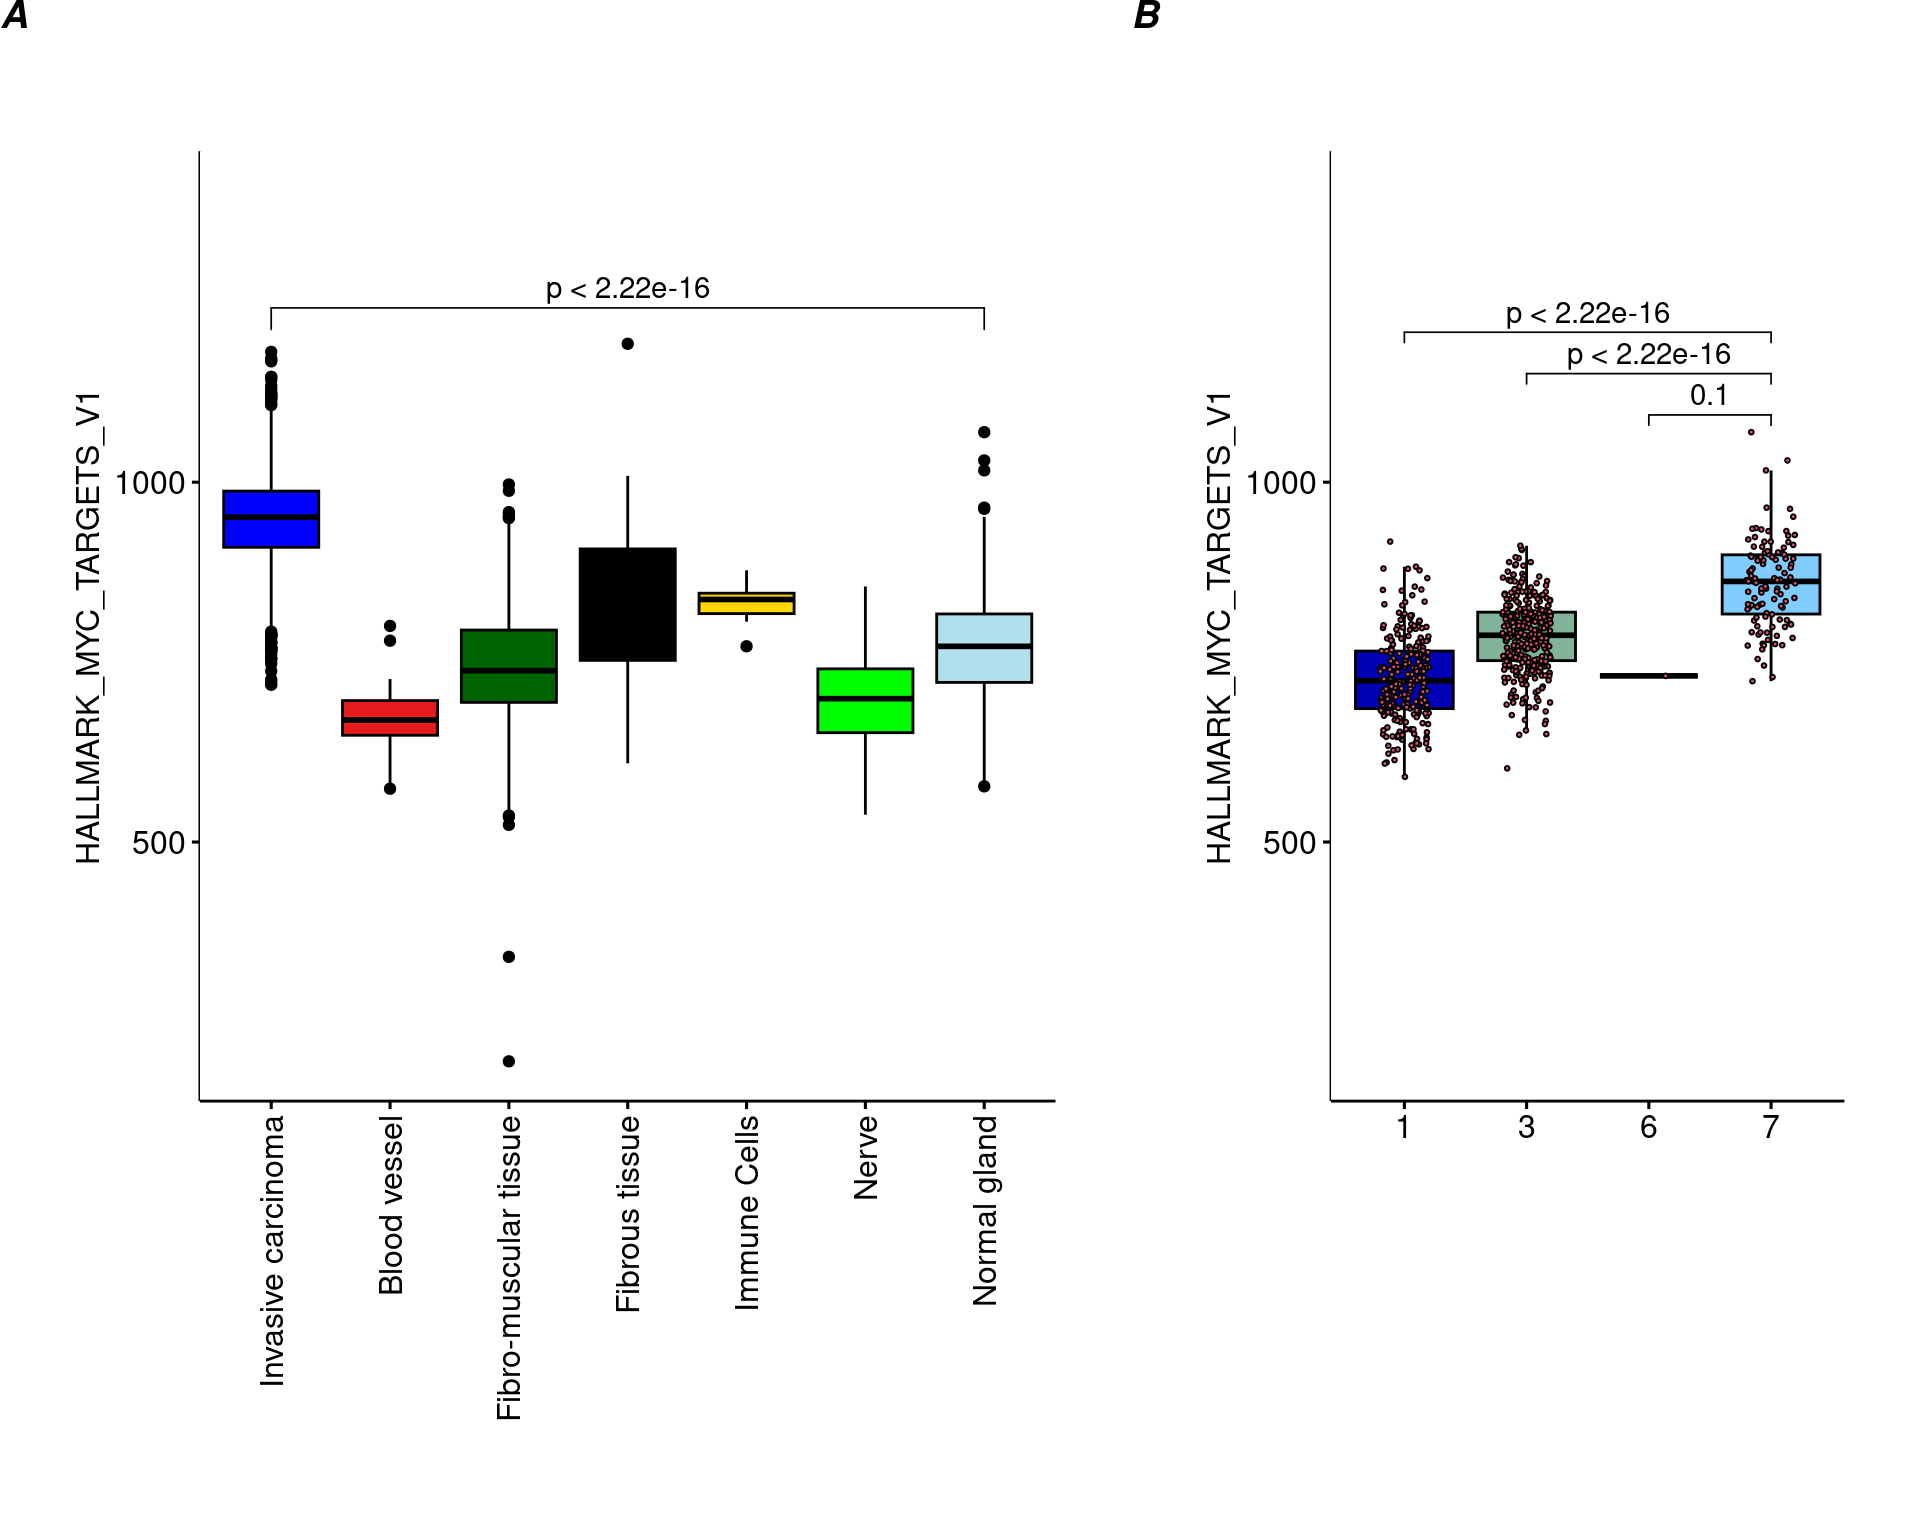 A
HALLMARK_MYC_TARGETS_V1
1000
500
p < 2.22e-16
Invasive carcinoma
Blood vessel
Fibro-muscular tissue
Fibrous tissue
Immune Cells
Nerve
Normal gland
B
HALLMARK_MYC_TARGETS_V1
1000
500
p < 2.22e-16
p < 2.22e-16
0.1
1
3
6
7